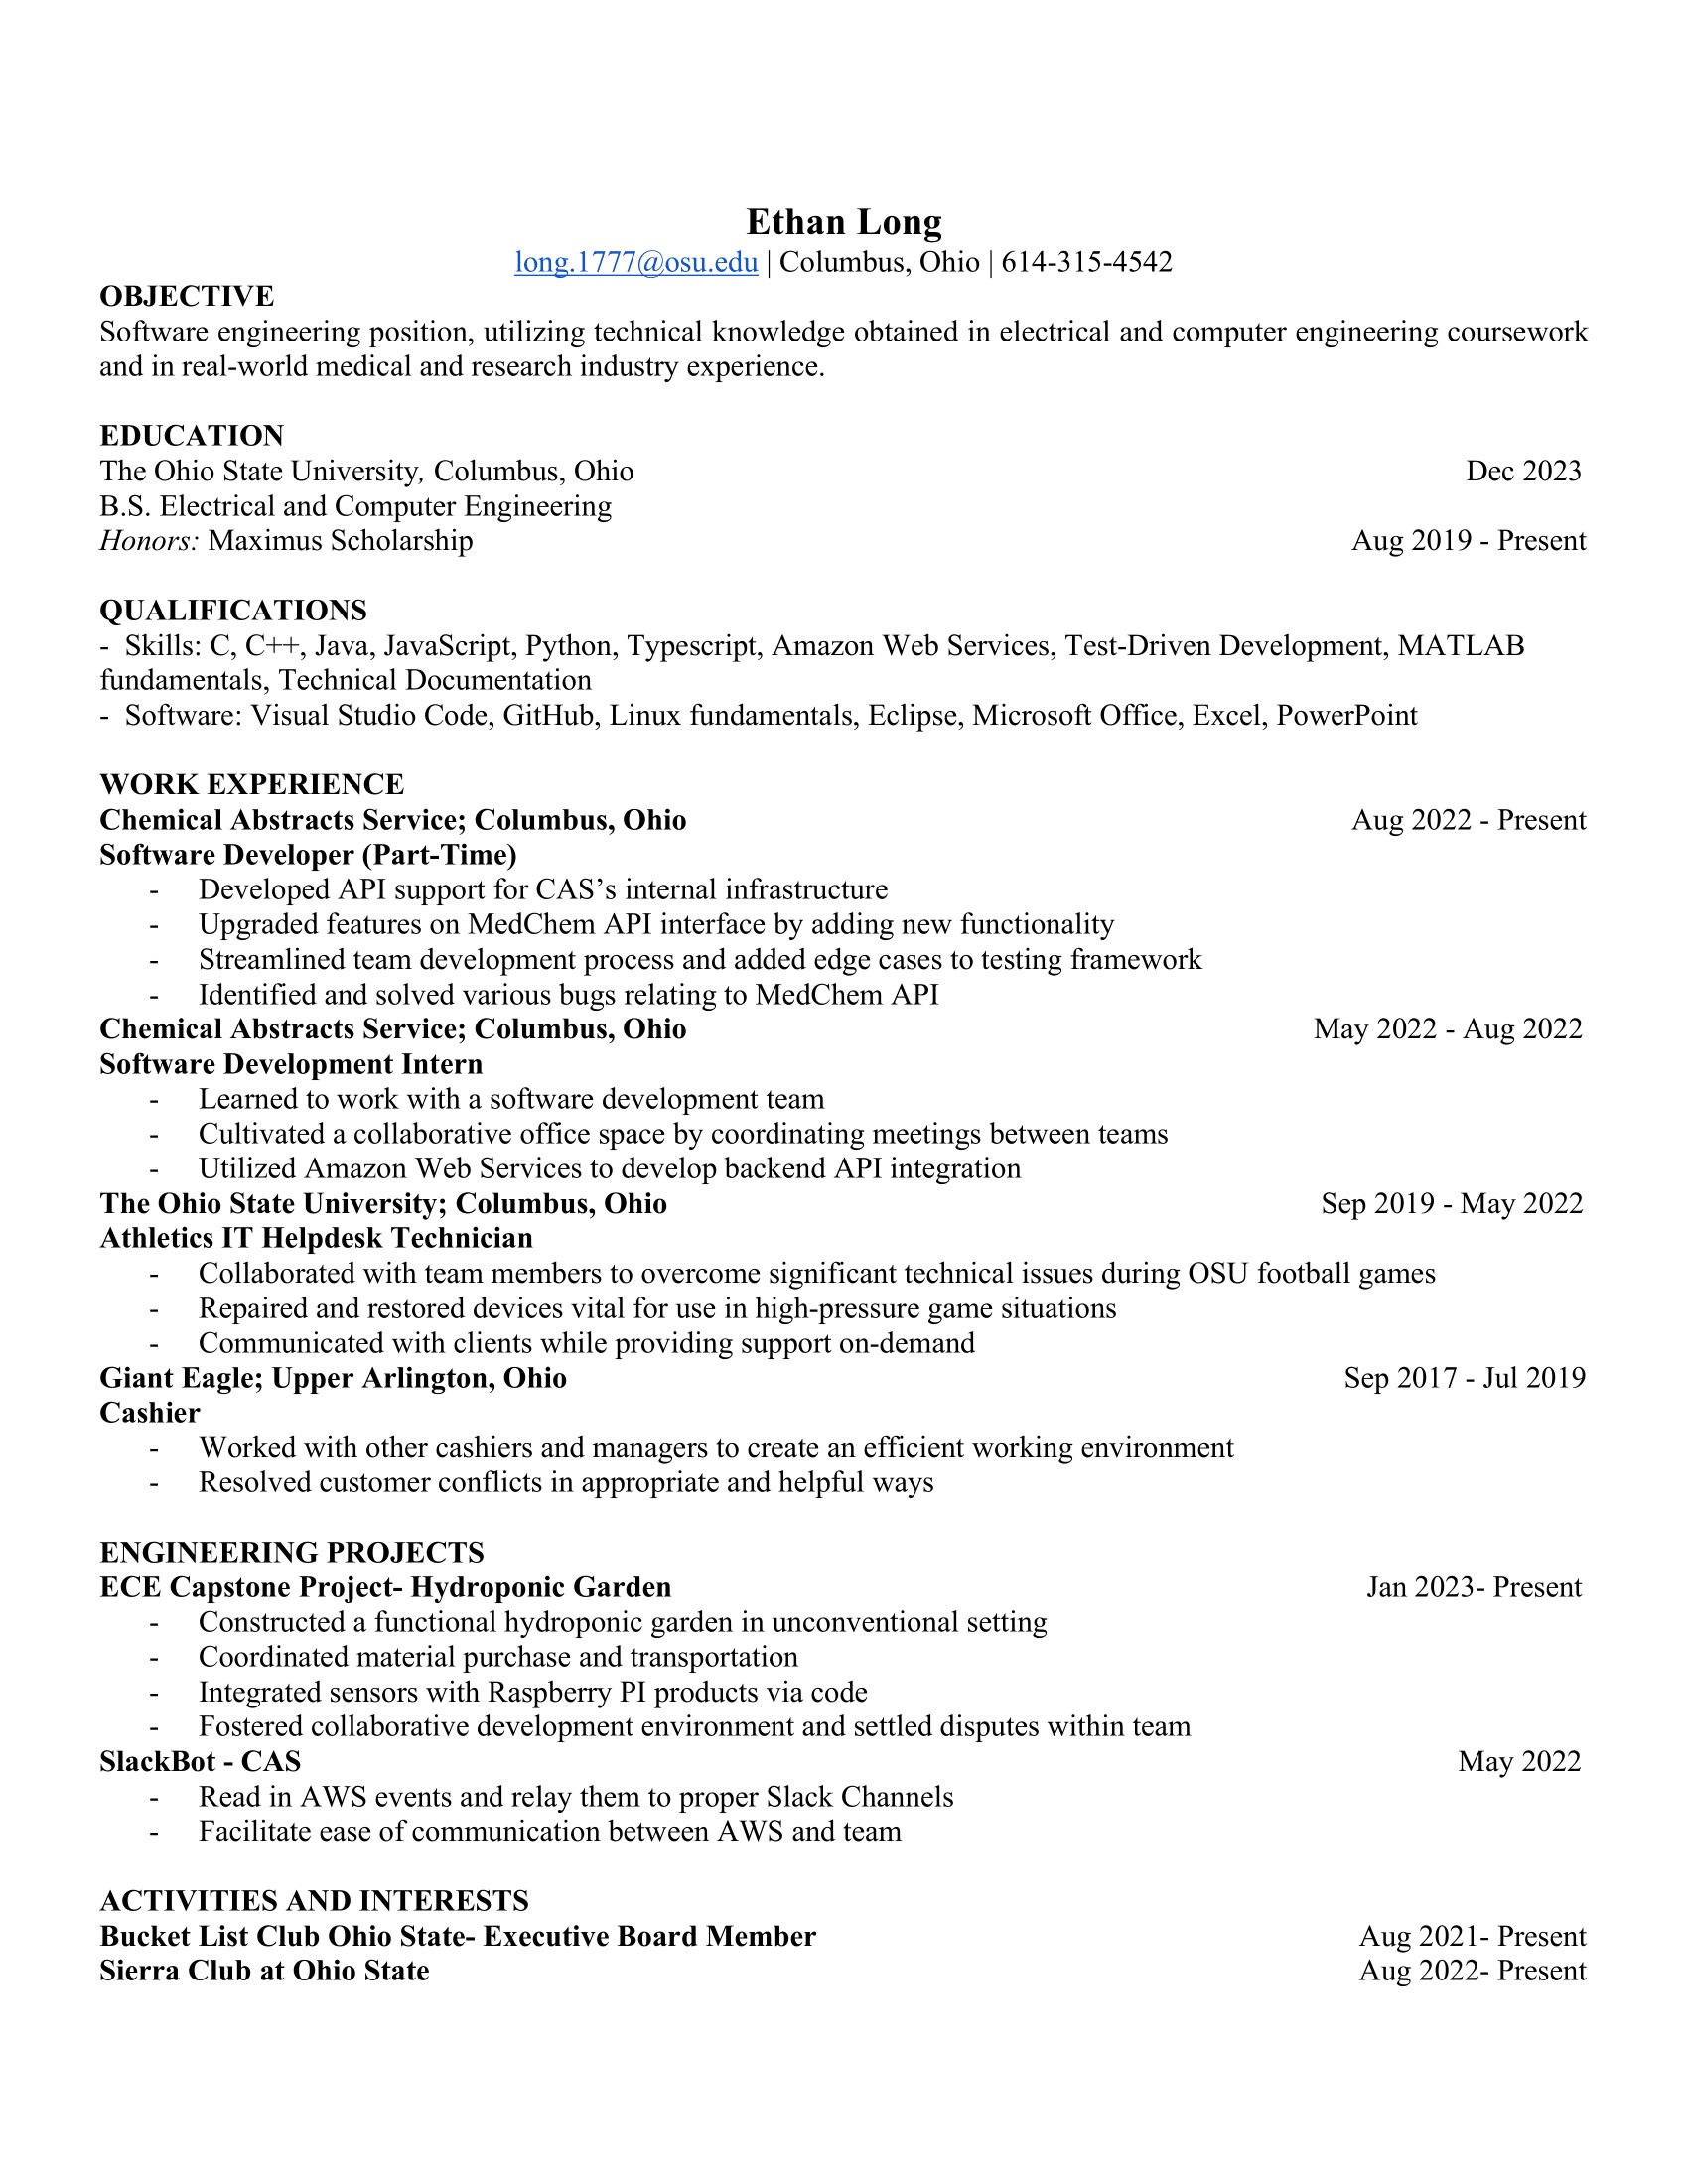 Ethan Long
long.1777@osu.edu | Columbus, Ohio | 614-315-4542
OBJECTIVE
Software engineering position, utilizing technical knowledge obtained in electrical and computer engineering coursework
and in real-world medical and research industry experience.
EDUCATION
The Ohio State University, Columbus, Ohio Dec 2023
B.S. Electrical and Computer Engineering
Honors: Maximus Scholarship Aug 2019 - Present
QUALIFICATIONS
- Skills: C, C++, Java, JavaScript, Python, Typescript, Amazon Web Services, Test-Driven Development, MATLAB
fundamentals, Technical Documentation
- Software: Visual Studio Code, GitHub, Linux fundamentals, Eclipse, Microsoft Office, Excel, PowerPoint
WORK EXPERIENCE
Chemical Abstracts Service; Columbus, Ohio Aug 2022 - Present
Software Developer (Part-Time)
- Developed API support for CAS’s internal infrastructure
- Upgraded features on MedChem API interface by adding new functionality
- Streamlined team development process and added edge cases to testing framework
- Identified and solved various bugs relating to MedChem API
Chemical Abstracts Service; Columbus, Ohio May 2022 - Aug 2022
Software Development Intern
- Learned to work with a software development team
- Cultivated a collaborative office space by coordinating meetings between teams
- Utilized Amazon Web Services to develop backend API integration
The Ohio State University; Columbus, Ohio Sep 2019 - May 2022
Athletics IT Helpdesk Technician
- Collaborated with team members to overcome significant technical issues during OSU football games
- Repaired and restored devices vital for use in high-pressure game situations
- Communicated with clients while providing support on-demand
Giant Eagle; Upper Arlington, Ohio Sep 2017 - Jul 2019
Cashier
- Worked with other cashiers and managers to create an efficient working environment
- Resolved customer conflicts in appropriate and helpful ways
ENGINEERING PROJECTS
ECE Capstone Project- Hydroponic Garden Jan 2023- Present
- Constructed a functional hydroponic garden in unconventional setting
- Coordinated material purchase and transportation
- Integrated sensors with Raspberry PI products via code
- Fostered collaborative development environment and settled disputes within team
SlackBot - CAS May 2022
- Read in AWS events and relay them to proper Slack Channels
- Facilitate ease of communication between AWS and team
ACTIVITIES AND INTERESTS
Bucket List Club Ohio State- Executive Board Member Aug 2021- Present
Sierra Club at Ohio State Aug 2022- Present